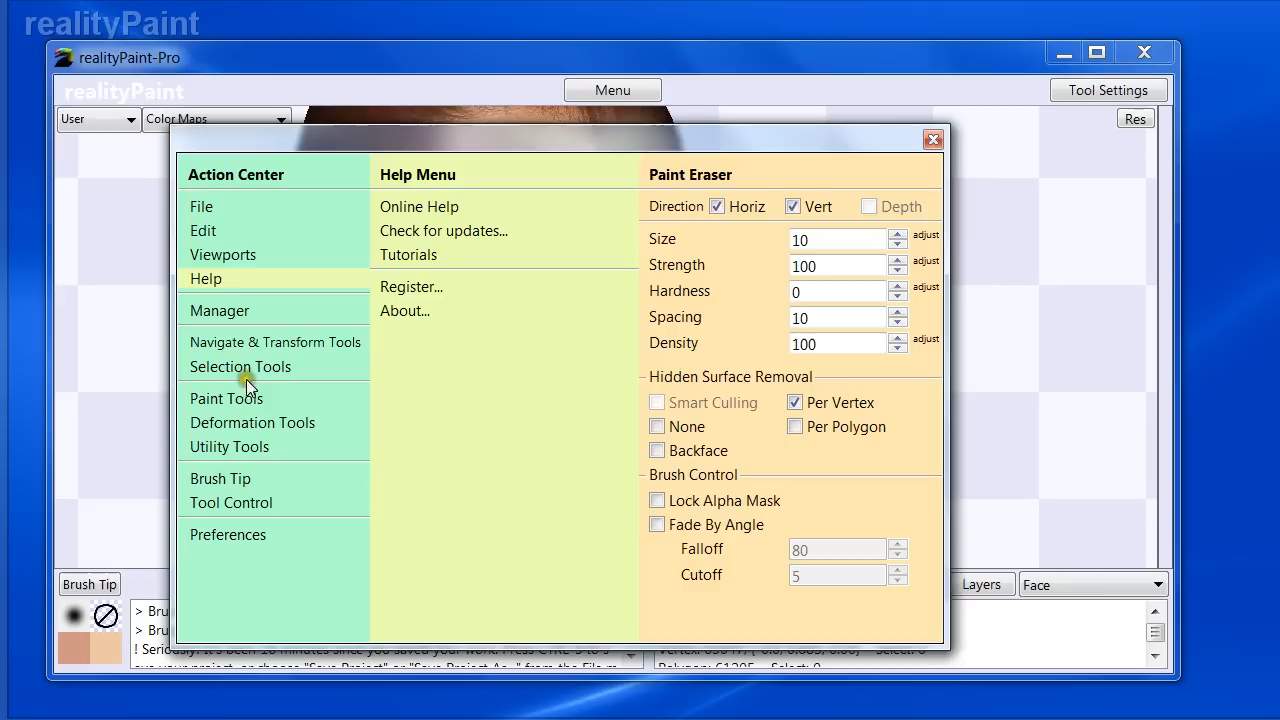 realityPaint
realityPaint-Pro
realityPaint
Menu
Tool Settings
User
Color Maps
Res
Action Center
File
Edit
Viewports
Help
Manager
Navigate & Transform Tools
Selection Tools
Paint Tools
Deformation Tools
Utility Tools
Brush Tip
Tool Control
Preferences
Help Menu
Online Help
Check for updates...
Tutorials
Register...
About...
Paint Eraser
Direction Horiz Vert Depth
Size 10 adjust
Strength 100 adjust
Hardness 0 adjust
Spacing 10
Density 100 adjust
Hidden Surface Removal
Smart Culling Per Vertex
None Per Polygon
Backface
Brush Control
Lock Alpha Mask
Fade By Angle
Falloff 80
Cutoff 5
Brush Tip
Layers
Face
> Bru
> Bru
! Seriously